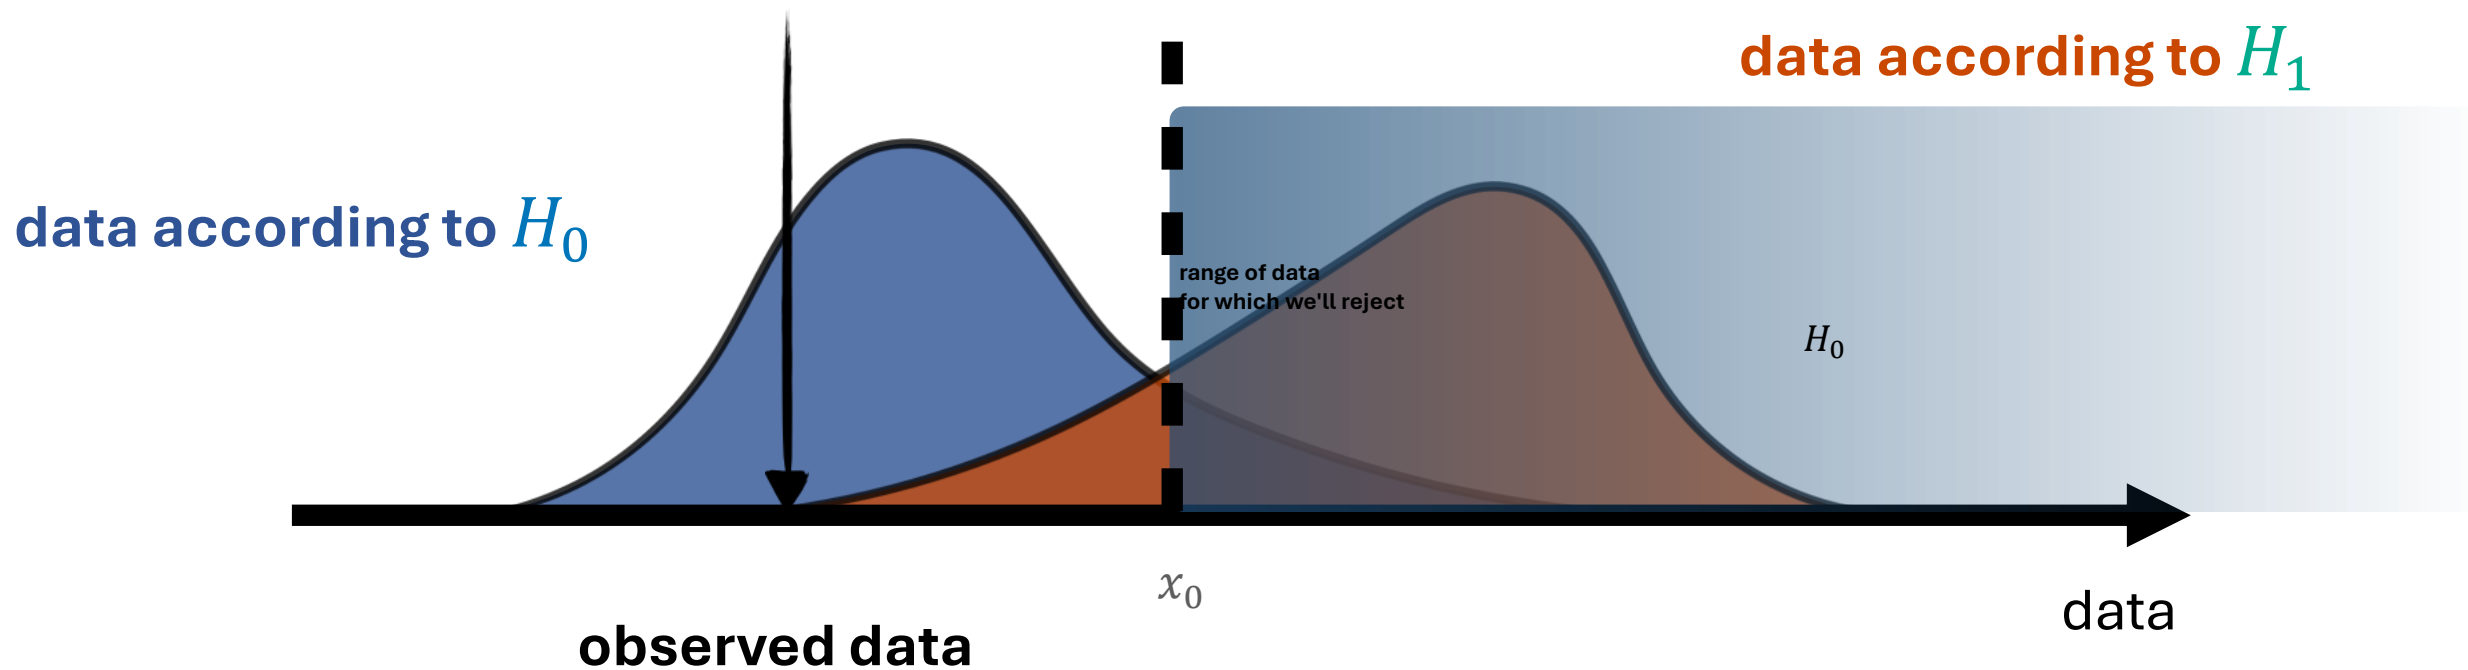 data according to H₁
data according to H₀
range of data
for which we'll reject
H₀
x₀
data
observed data